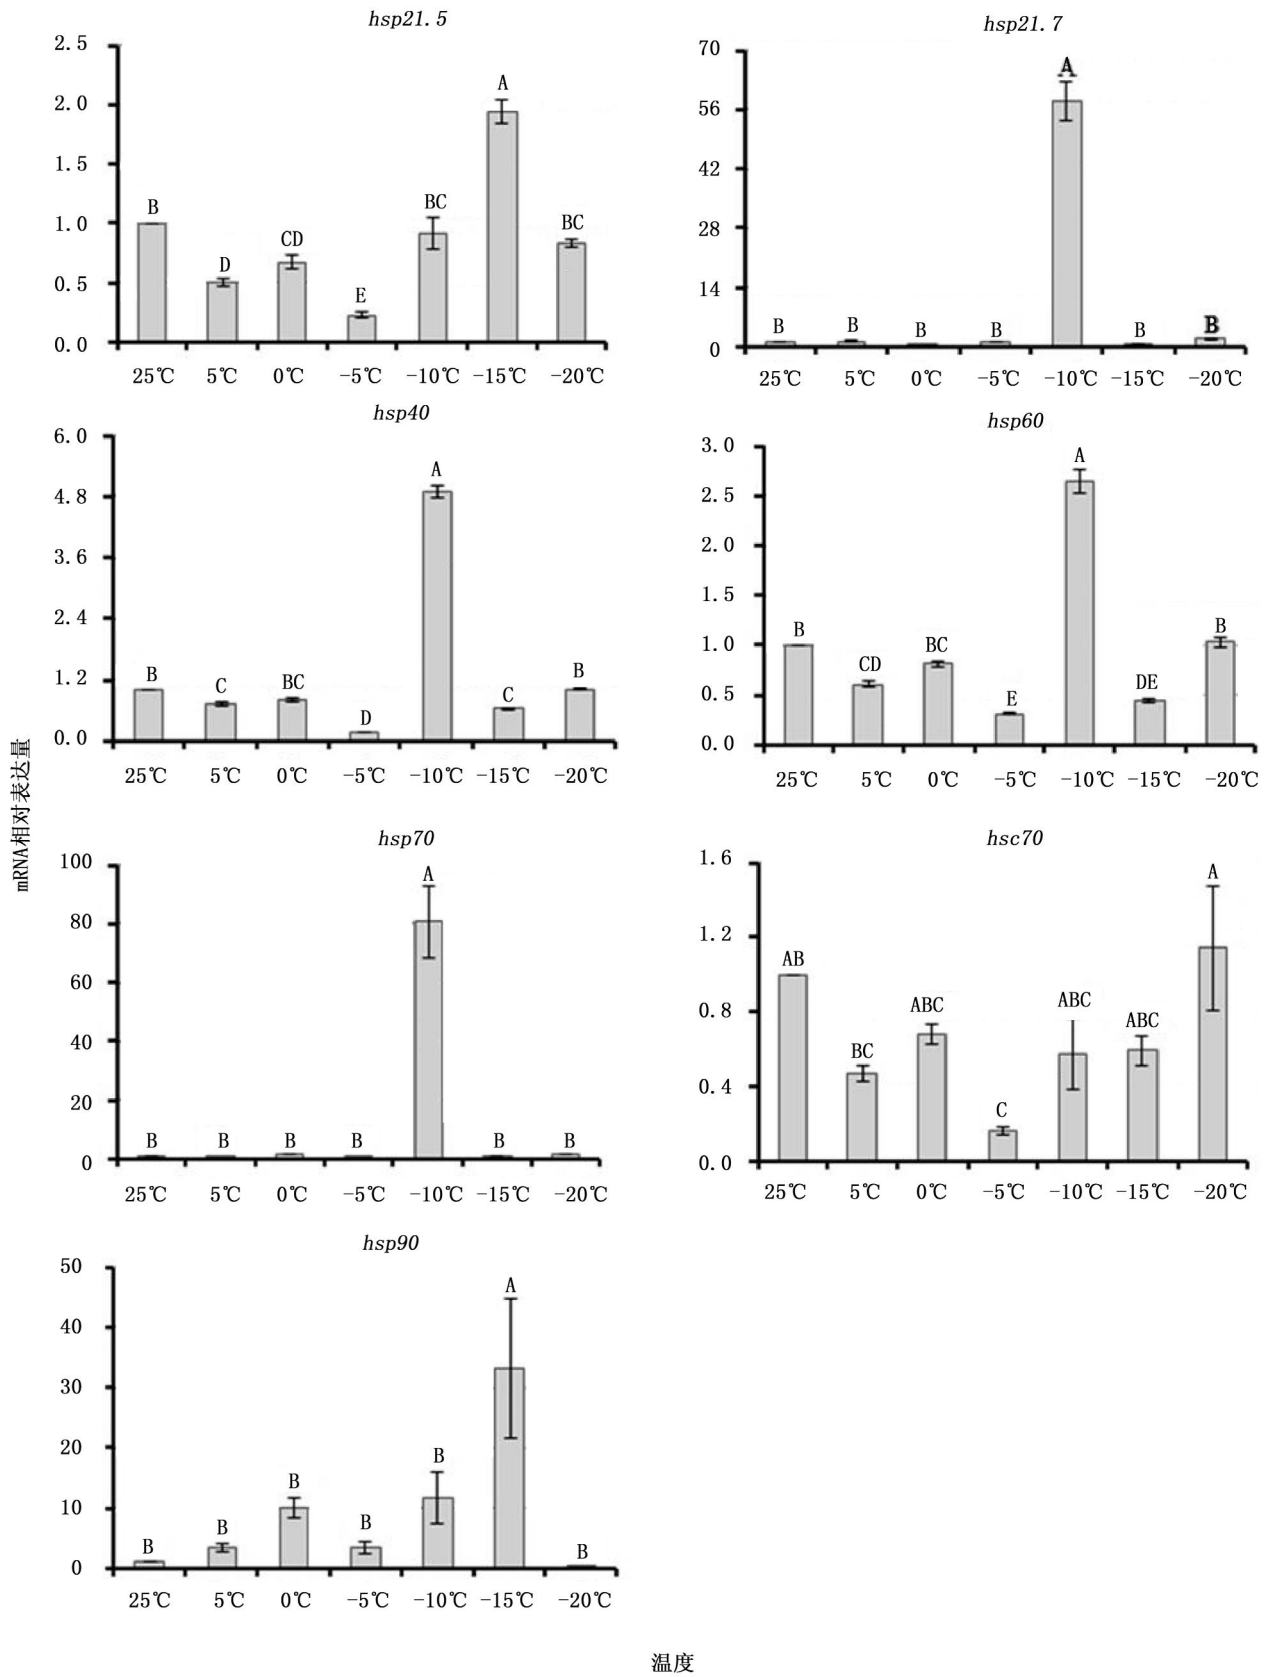 hsp21.5
2.5
2.0
1.5
1.0
0.5
0.0
A
B
BC
BC
CD
D
E
25℃ 5℃ 0℃ -5℃ -10℃ -15℃ -20℃
hsp21.7
70
56
42
28
14
0
A
B B B B B B
25℃ 5℃ 0℃ -5℃ -10℃ -15℃ -20℃
hsp40
6.0
4.8
3.6
2.4
1.2
0.0
A
B C BC D C B
25℃ 5℃ 0℃ -5℃ -10℃ -15℃ -20℃
hsp60
3.0
2.5
2.0
1.5
1.0
0.5
0.0
A
B CD BC E DE B
25℃ 5℃ 0℃ -5℃ -10℃ -15℃ -20℃
mRNA相对表达量
hsp70
100
80
60
40
20
0
A
B B B B B B
25℃ 5℃ 0℃ -5℃ -10℃ -15℃ -20℃
hsc70
1.6
1.2
0.8
0.4
0.0
A
AB BC ABC C ABC ABC
25℃ 5℃ 0℃ -5℃ -10℃ -15℃ -20℃
hsp90
50
40
30
20
10
0
A
B B B B B B
25℃ 5℃ 0℃ -5℃ -10℃ -15℃ -20℃
温度